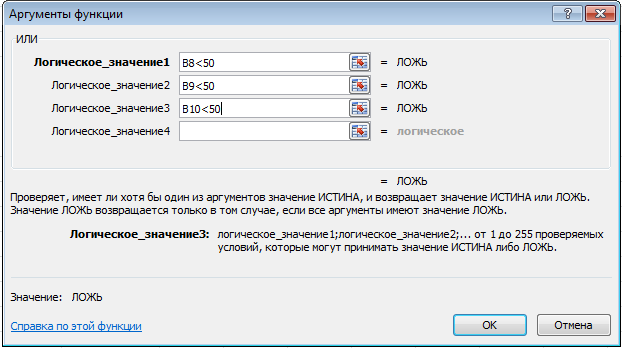 Аргументы функции
ИЛИ
Логическое_значение1 B8<50 = ЛОЖЬ
Логическое_значение2 B9<50 = ЛОЖЬ
Логическое_значение3 B10<50 = ЛОЖЬ
Логическое_значение4 = логическое
= ЛОЖЬ
Проверяет, имеет ли хотя бы один из аргументов значение ИСТИНА, и возвращает значение ИСТИНА или ЛОЖЬ.
Значение ЛОЖЬ возвращается только в том случае, если все аргументы имеют значение ЛОЖЬ.
Логическое_значение3: логическое_значение1;логическое_значение2;... от 1 до 255 проверяемых
условий, которые могут принимать значение ИСТИНА либо ЛОЖЬ.
Значение: ЛОЖЬ
Справка по этой функции ОК Отмена